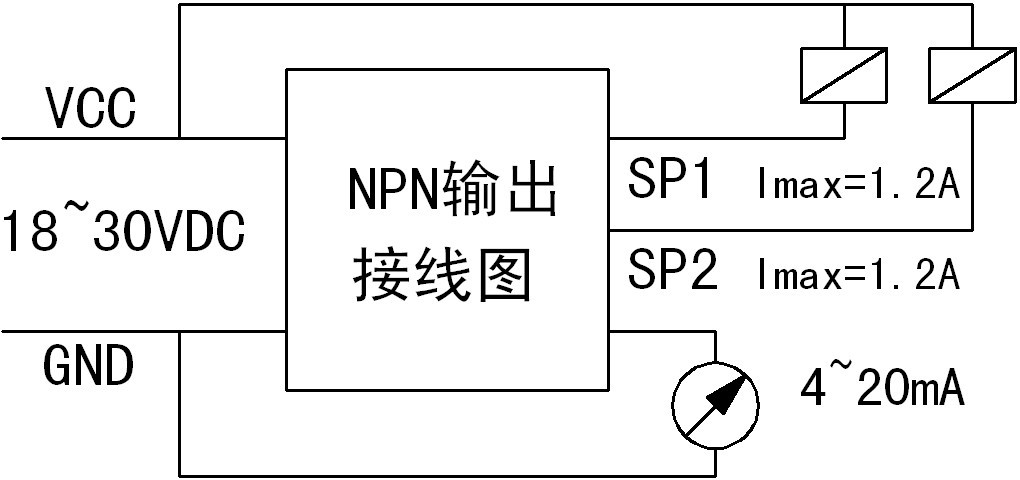 VCC
18~30VDC
GND
NPN输出
接线图
SP1 Imax=1.2A
SP2 Imax=1.2A
4~20mA